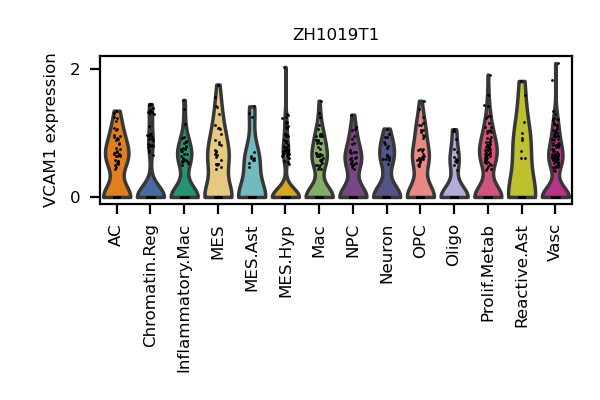 ZH1019T1
VCAM1 expression
2
0
AC
Chromatin.Reg
Inflammatory.Mac
MES
MES.Ast
MES.Hyp
Mac
NPC
Neuron
OPC
Oligo
Prolif.Metab
Reactive.Ast
Vasc